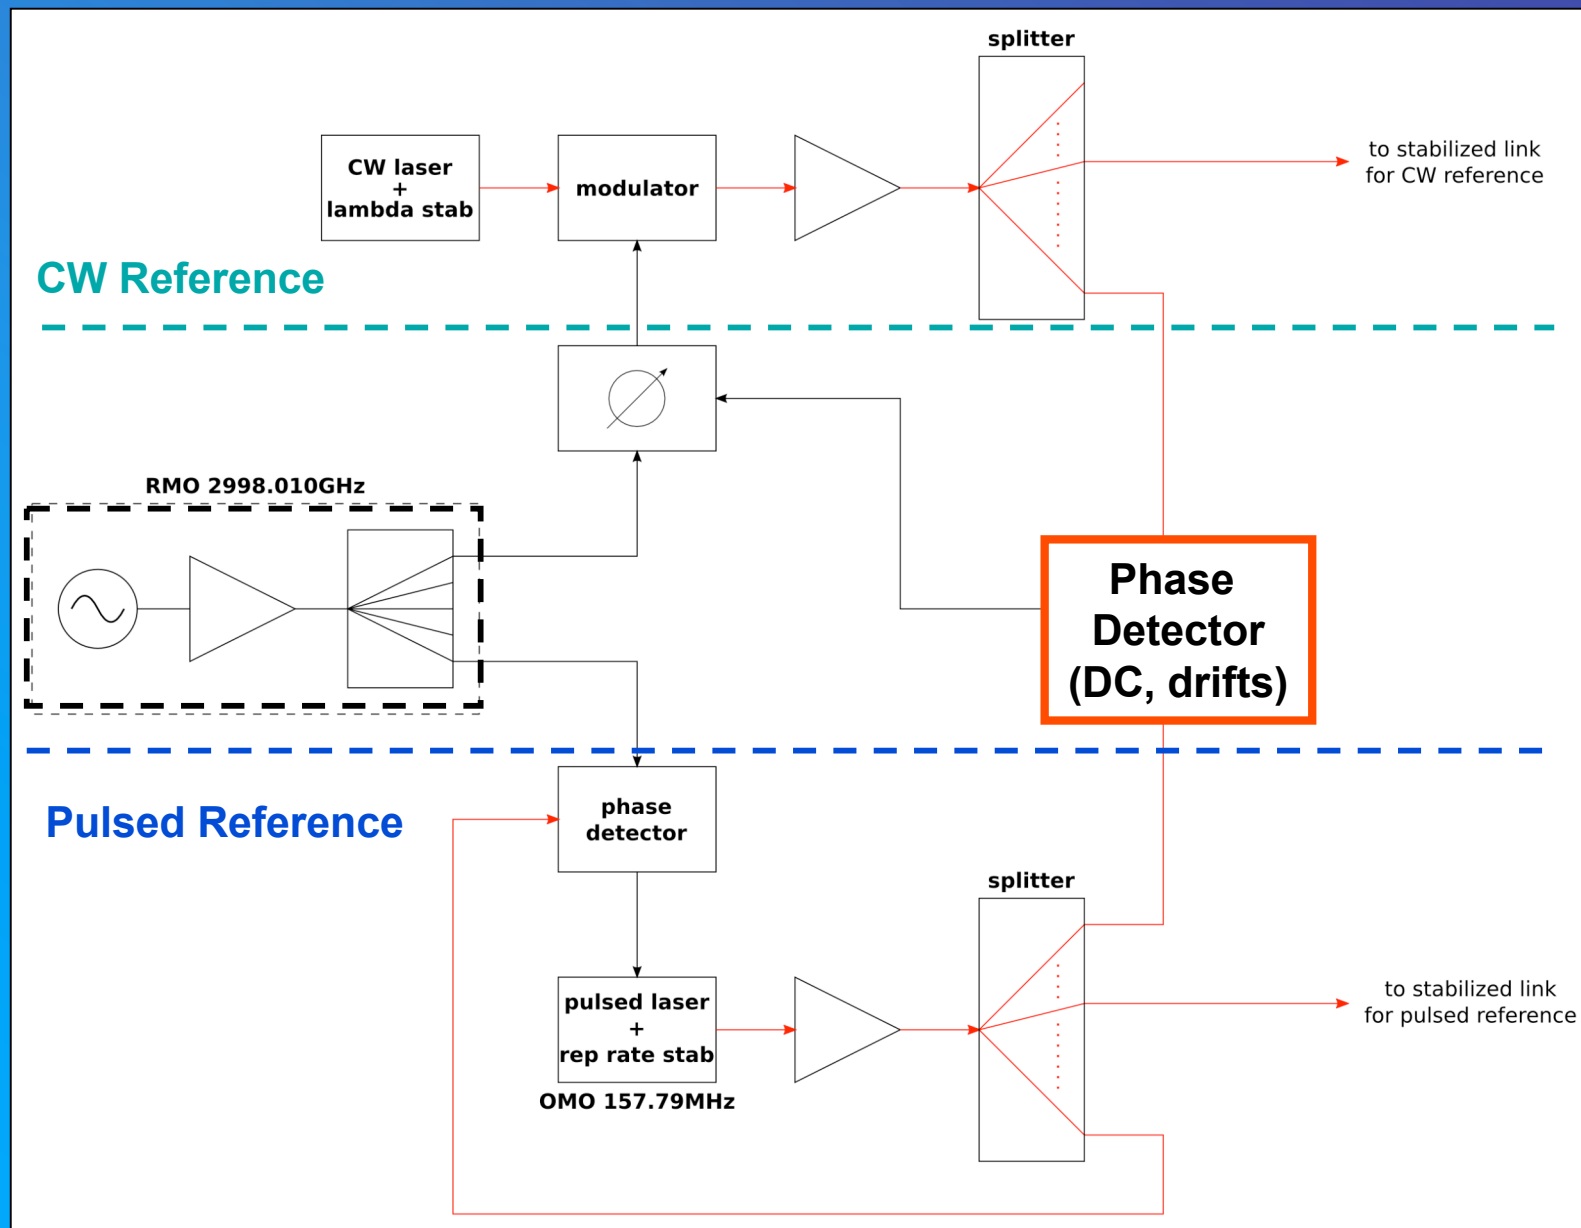 splitter
CW laser
+
lambda stab
modulator
to stabilized link
for CW reference
CW Reference
RMO 2998.010GHz
Phase
Detector
(DC, drifts)
Pulsed Reference
phase
detector
splitter
pulsed laser
+
rep rate stab
OMO 157.79MHz
to stabilized link
for pulsed reference